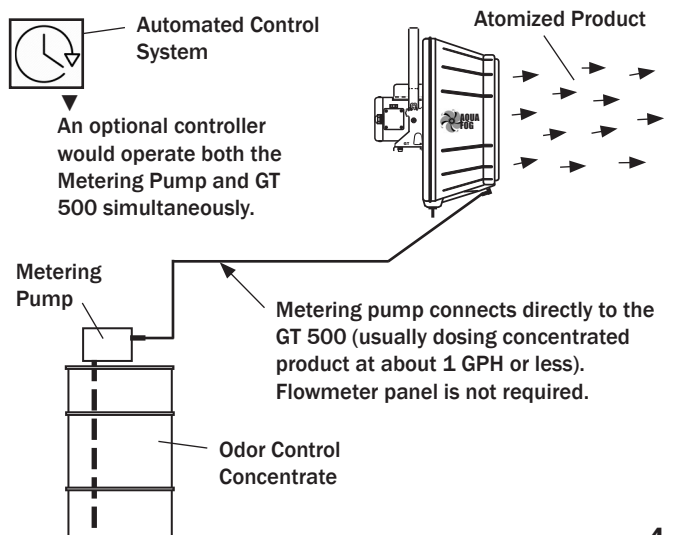 Automated Control
System
Atomized Product
An optional controller
would operate both the
Metering Pump and GT
500 simultaneously.
AQUA
FOG
GT
Metering
Pump
Metering pump connects directly to the
GT 500 (usually dosing concentrated
product at about 1 GPH or less).
Flowmeter panel is not required.
Odor Control
Concentrate